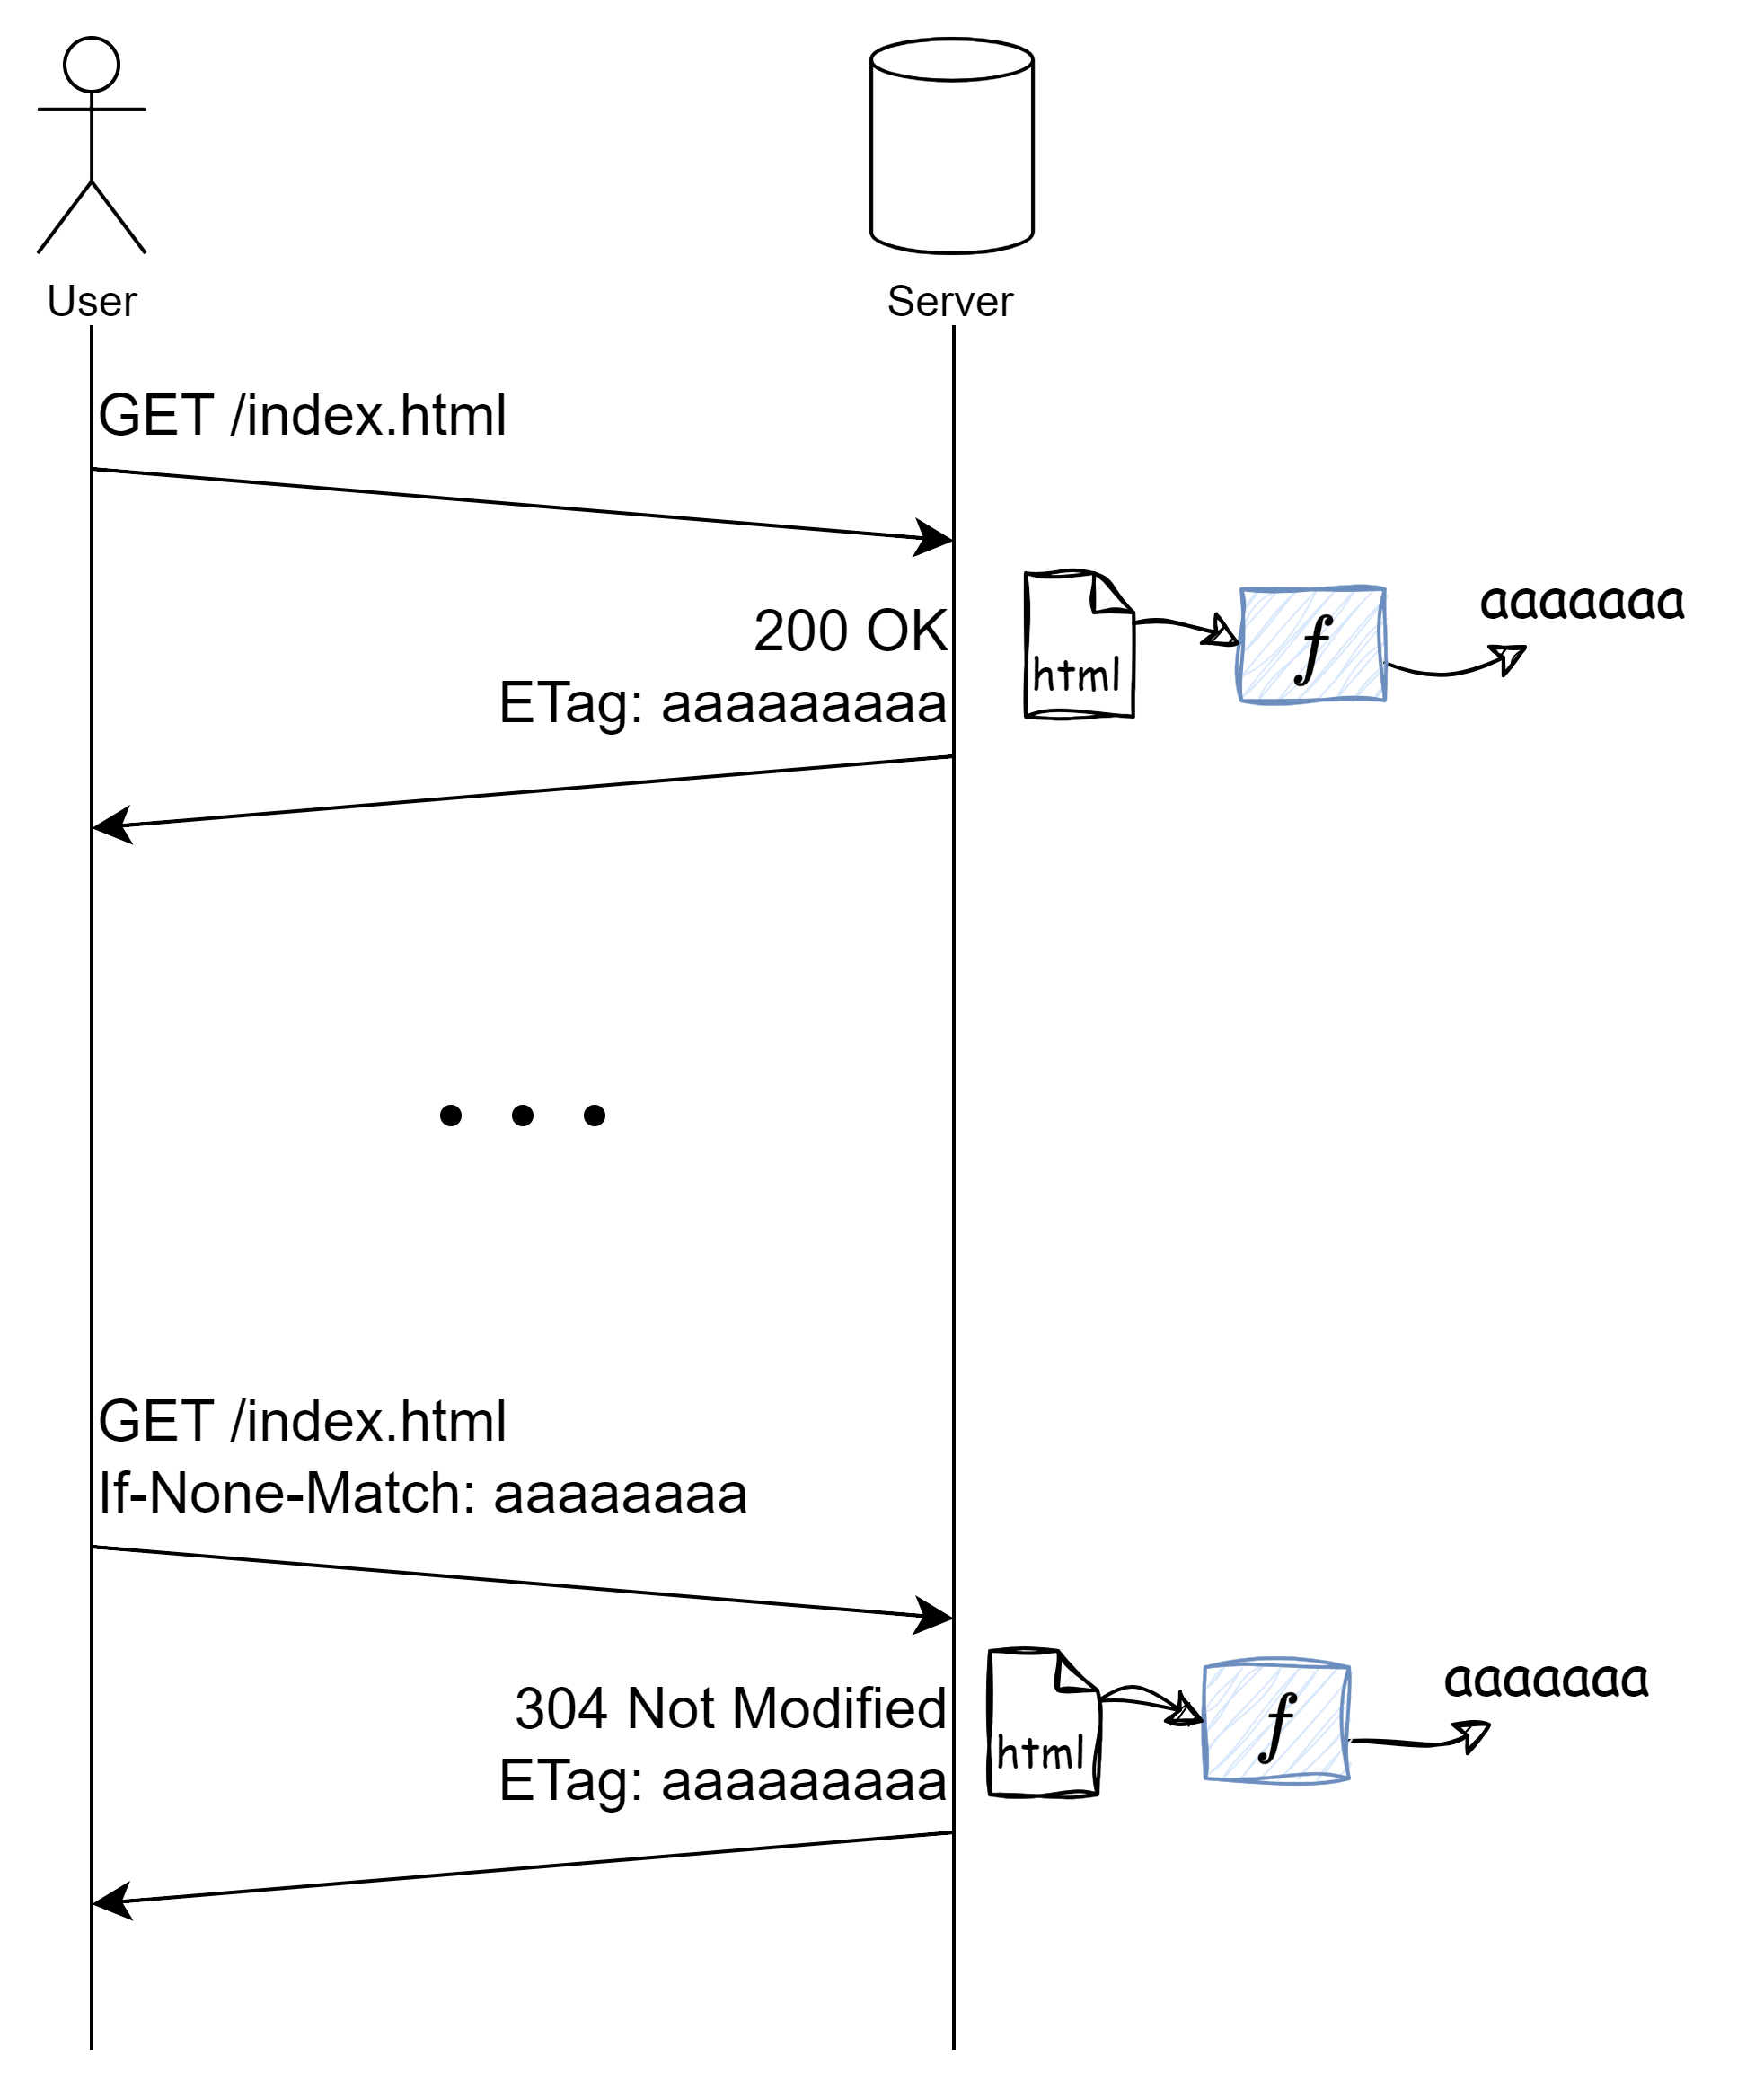 User
Server
GET /index.html
200 OK
ETag: aaaaaaaaa
html
f
aaaaaaa
GET /index.html
If-None-Match: aaaaaaaa
304 Not Modified
ETag: aaaaaaaaa
html
f
aaaaaaa